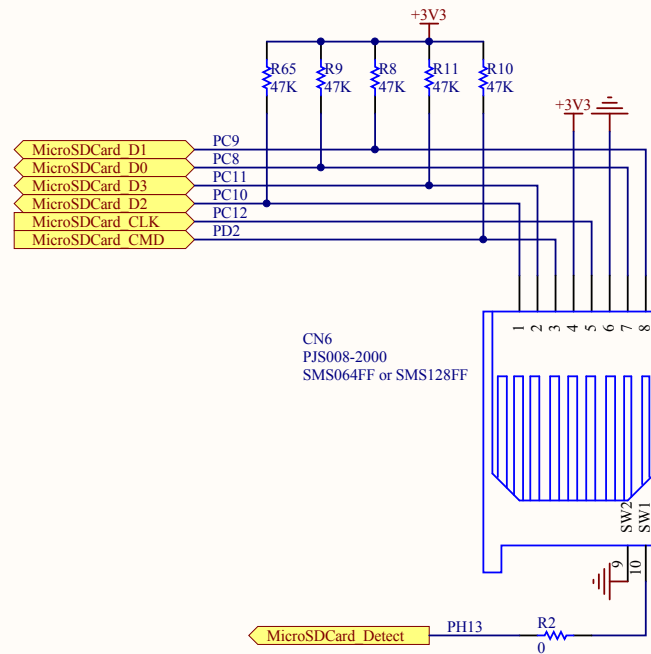 +3V3
R65
47K
R9
47K
R8
47K
R11
47K
R10
47K
+3V3
MicroSDCard_D1
PC9
MicroSDCard_D0
PC8
MicroSDCard_D3
PC11
MicroSDCard_D2
PC10
MicroSDCard_CLK
PC12
MicroSDCard_CMD
PD2
1
2
3
4
5
6
7
8
CN6
PJS008-2000
SMS064FF or SMS128FF
SW2
SW1
9
10
MicroSDCard_Detect
PH13
R2
0